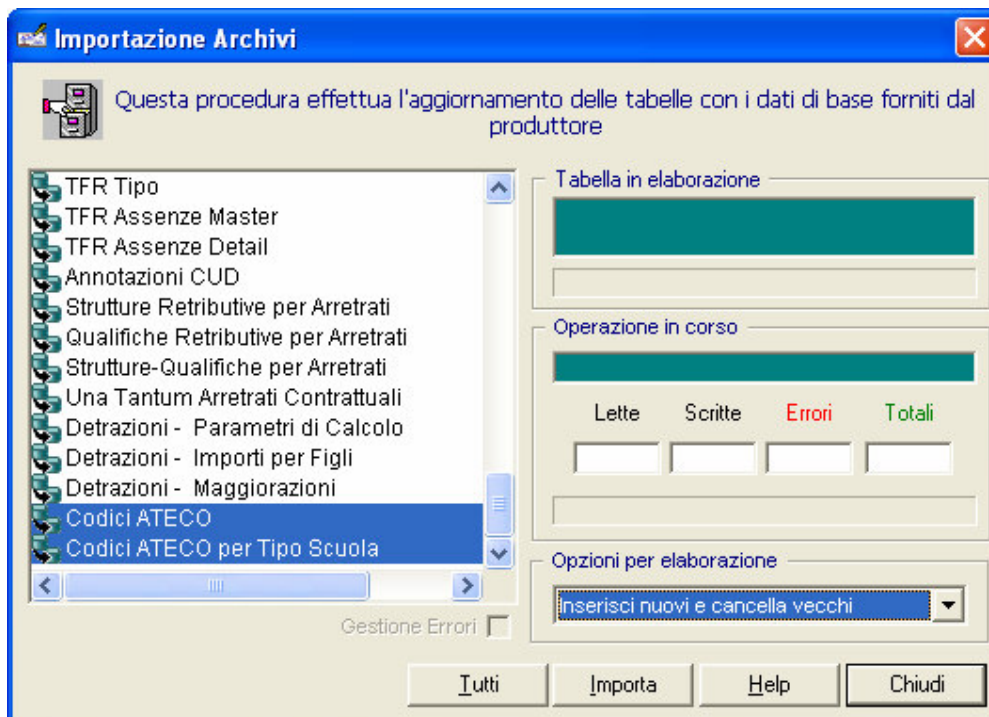 Importazione Archivi
Questa procedura effettua l'aggiornamento delle tabelle con i dati di base forniti dal
produttore
TFR Tipo
TFR Assenze Master
TFR Assenze Detail
Annotazioni CUD
Strutture Retributive per Arretrati
Qualifiche Retributive per Arretrati
Strutture-Qualifiche per Arretrati
Una Tantum Arretrati Contrattuali
Detrazioni - Parametri di Calcolo
Detrazioni - Importi per Figli
Detrazioni - Maggiorazioni
Codici ATECO
Codici ATECO per Tipo Scuola
Gestione Errori
Tabella in elaborazione
Operazione in corso
Lette Scritte Errori Totali
Opzioni per elaborazione
Inserisci nuovi e cancella vecchi
Tutti Importa Help Chiudi